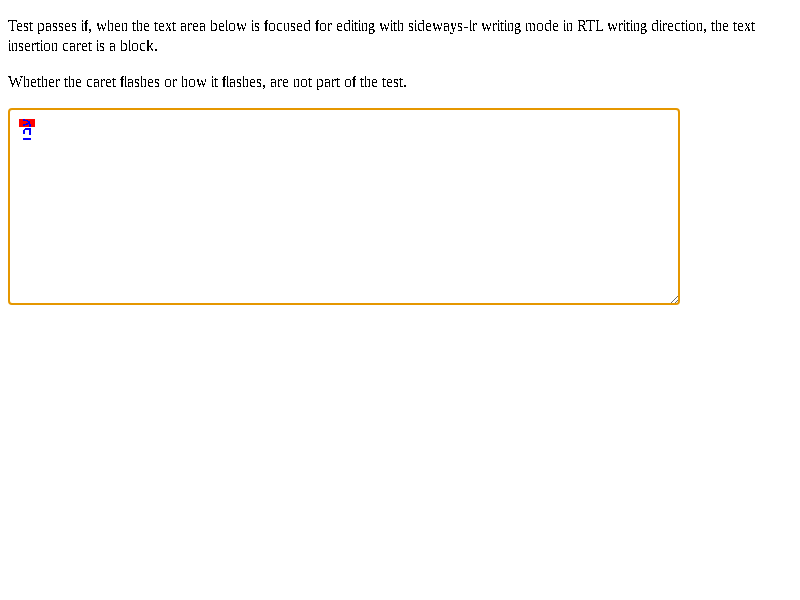 Test passes if, when the text area below is focused for editing with sideways-lr writing mode in RTL writing direction, the text
insertion caret is a block.
Whether the caret flashes or how it flashes, are not part of the test.